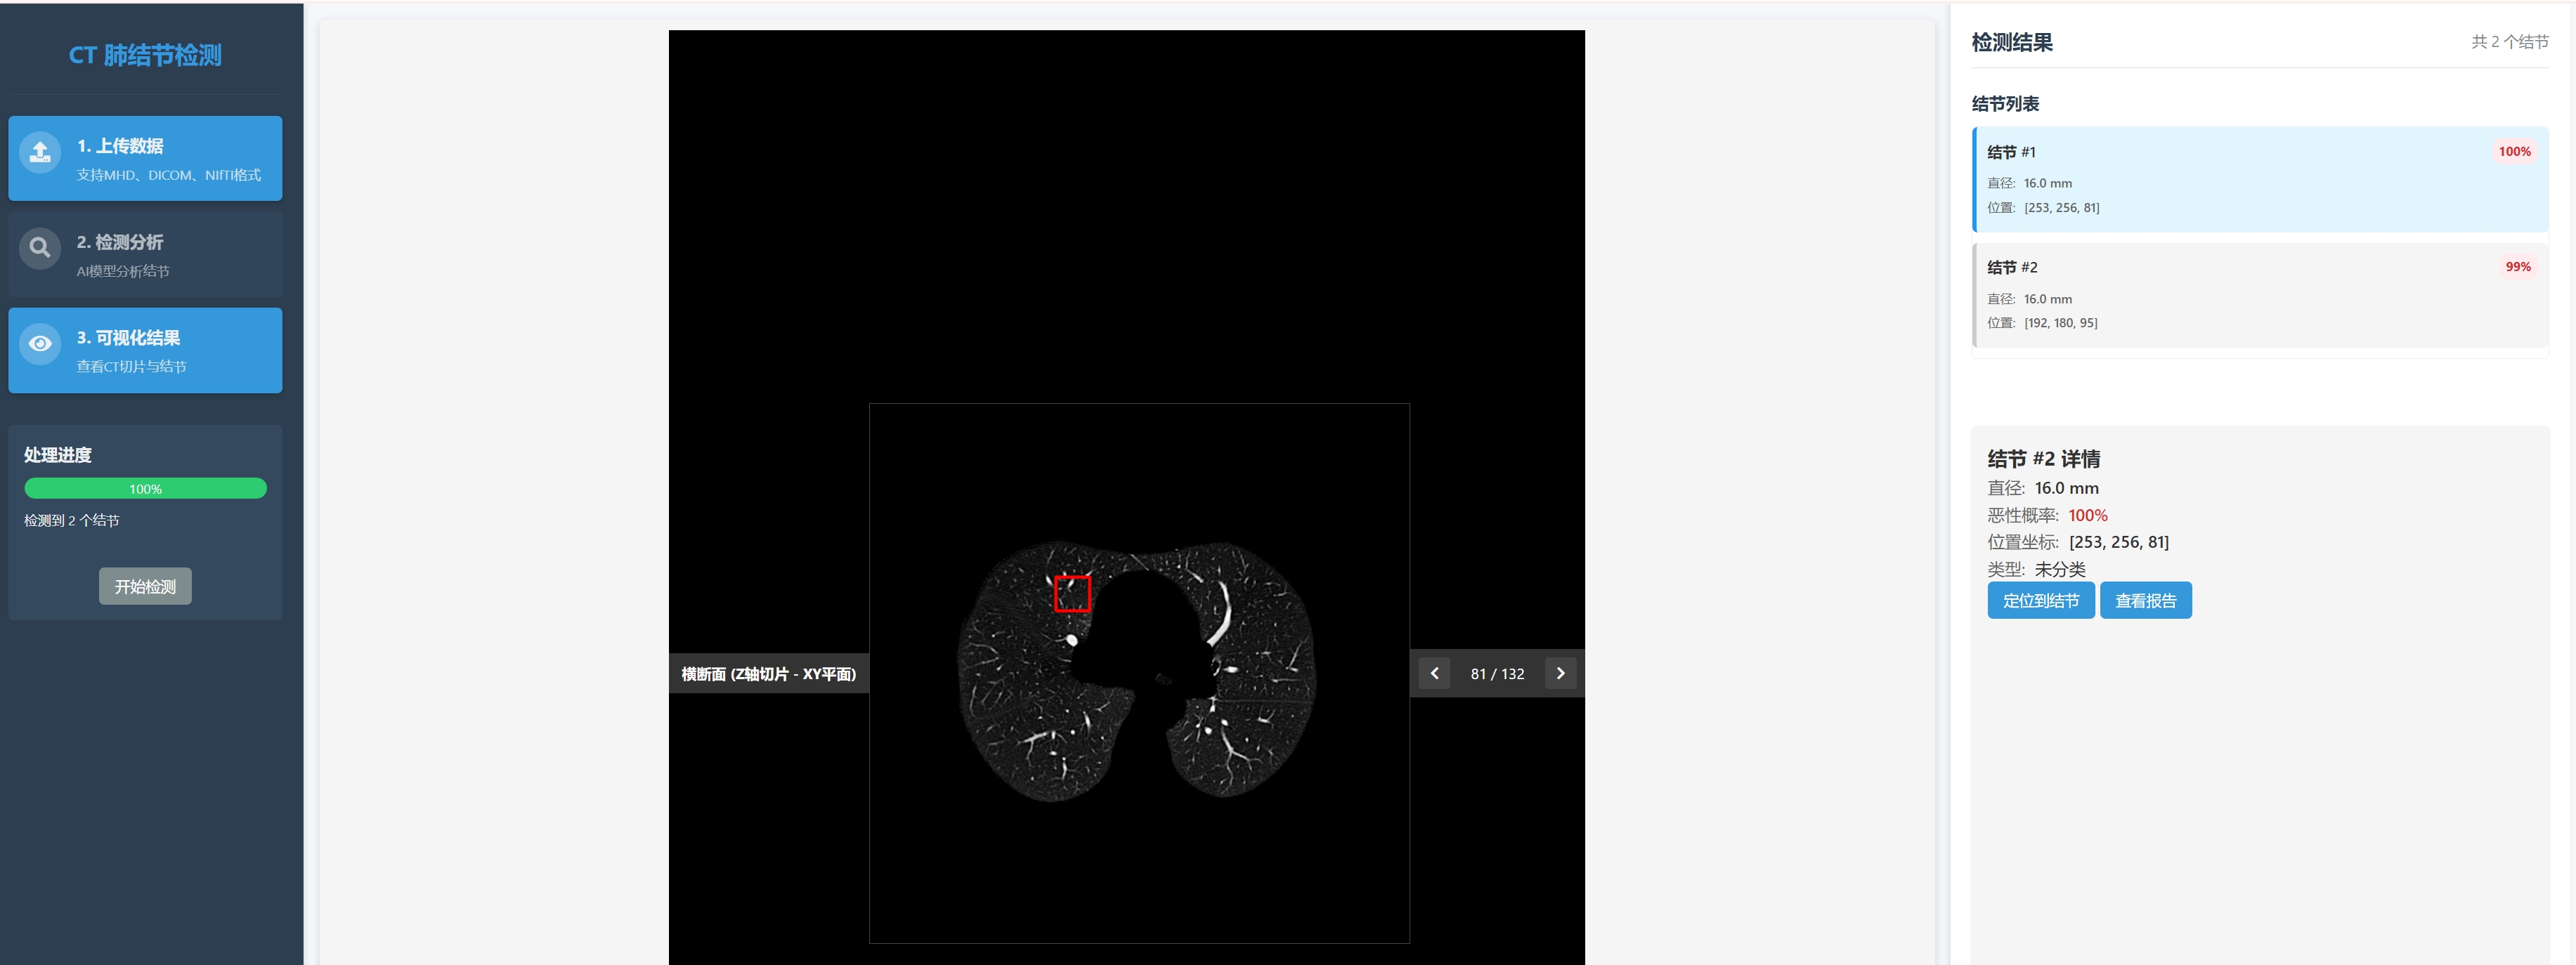 CT 肺结节检测
1. 上传数据
支持MHD、DICOM、NIfTI格式
2. 检测分析
AI模型分析结节
3. 可视化结果
查看CT切片与结节
处理进度
100%
检测到 2 个结节
开始检测
横断面 (Z轴切片 - XY平面)
81 / 132
检测结果
共 2 个结节
结节列表
结节 #1
100%
直径: 16.0 mm
位置: [253, 256, 81]
结节 #2
99%
直径: 16.0 mm
位置: [192, 180, 95]
结节 #2 详情
直径: 16.0 mm
恶性概率: 100%
位置坐标: [253, 256, 81]
类型: 未分类
定位到结节
查看报告